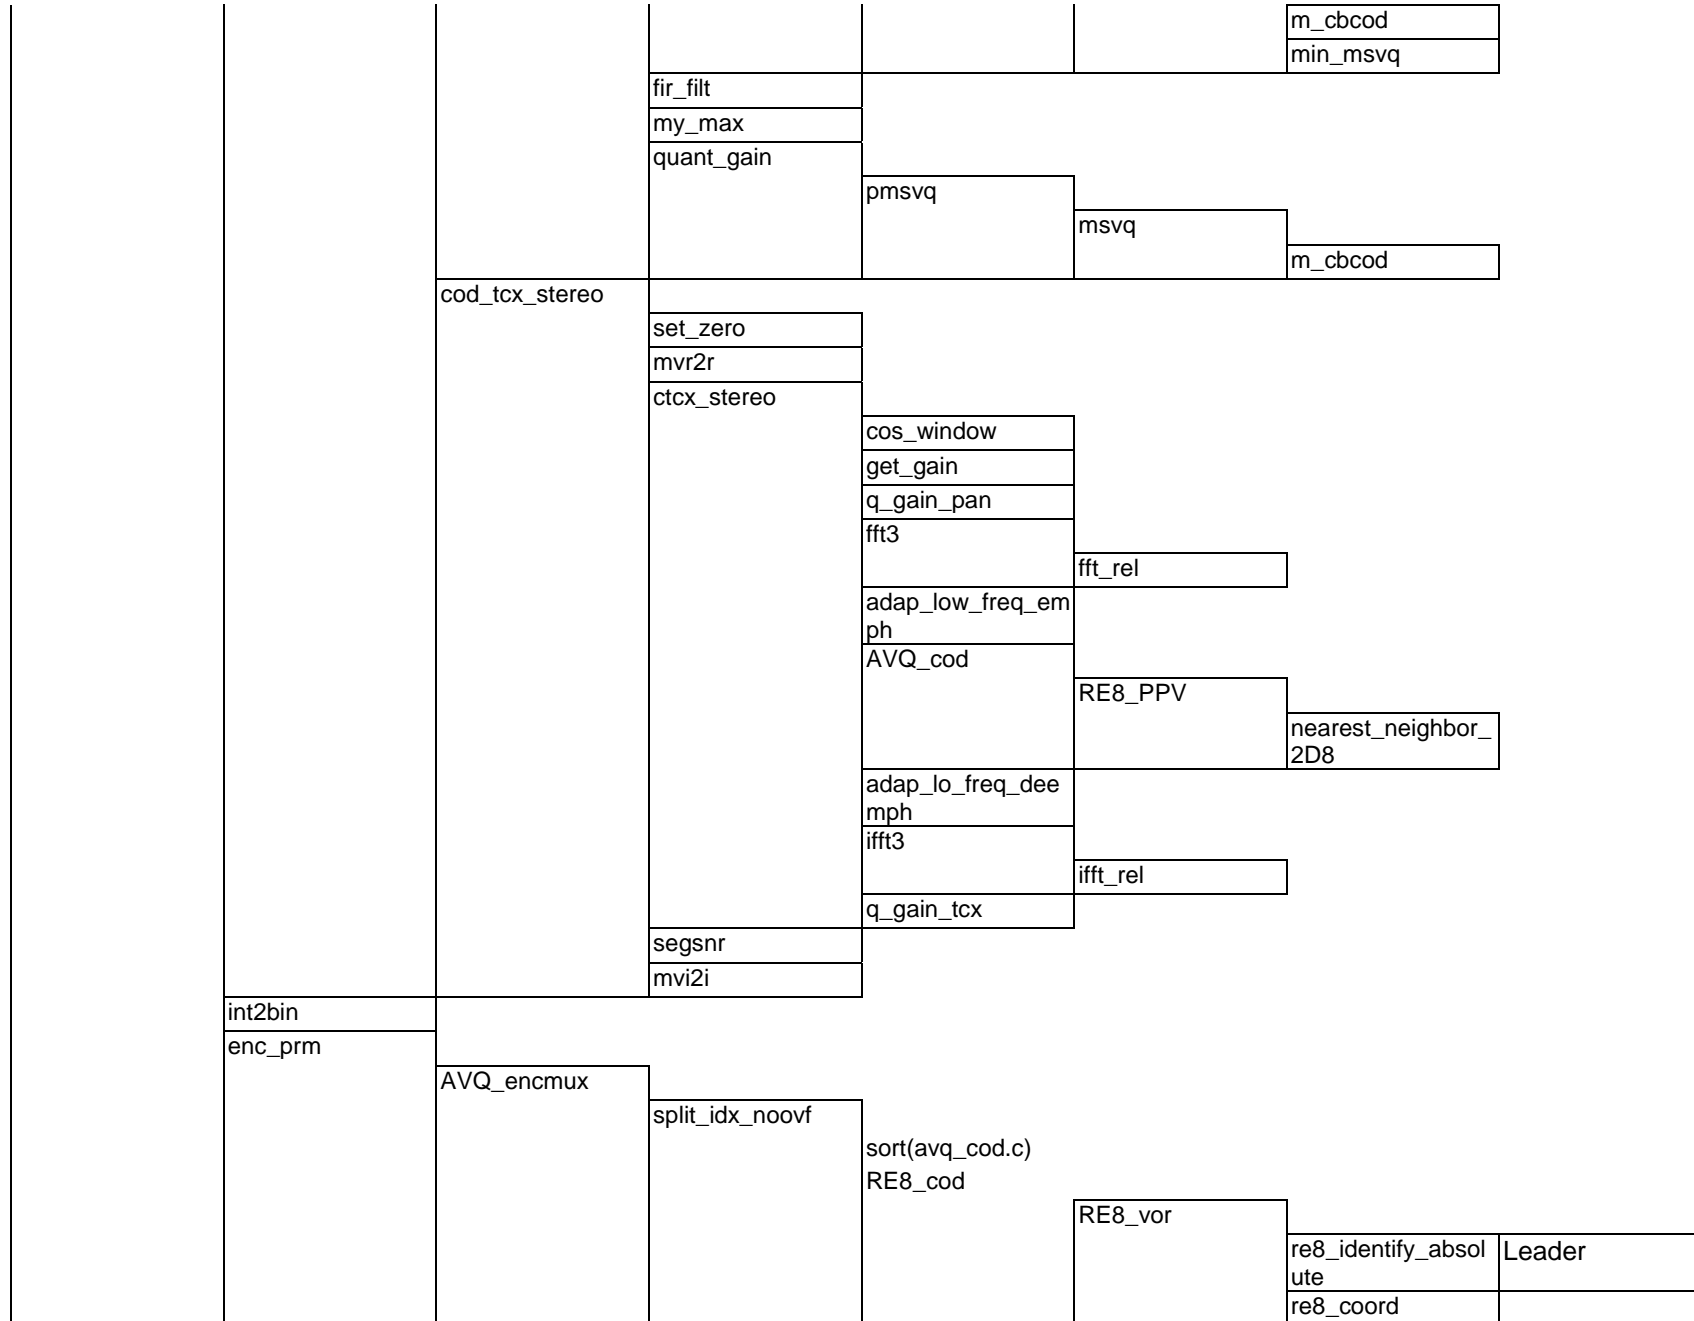 m_cbcod
min_msvq
fir_filt
my_max
quant_gain
pmsvq
msvq
m_cbcod
cod_tcx_stereo
set_zero
mvr2r
ctcx_stereo
cos_window
get_gain
q_gain_pan
fft3
fft_rel
adap_low_freq_em
ph
AVQ_cod
RE8_PPV
nearest_neighbor_
2D8
adap_lo_freq_dee
mph
ifft3
ifft_rel
q_gain_tcx
segsnr
mvi2i
int2bin
enc_prm
AVQ_encmux
split_idx_noovf
sort(avq_cod.c)
RE8_cod
RE8_vor
re8_identify_absol
ute
Leader
re8_coord